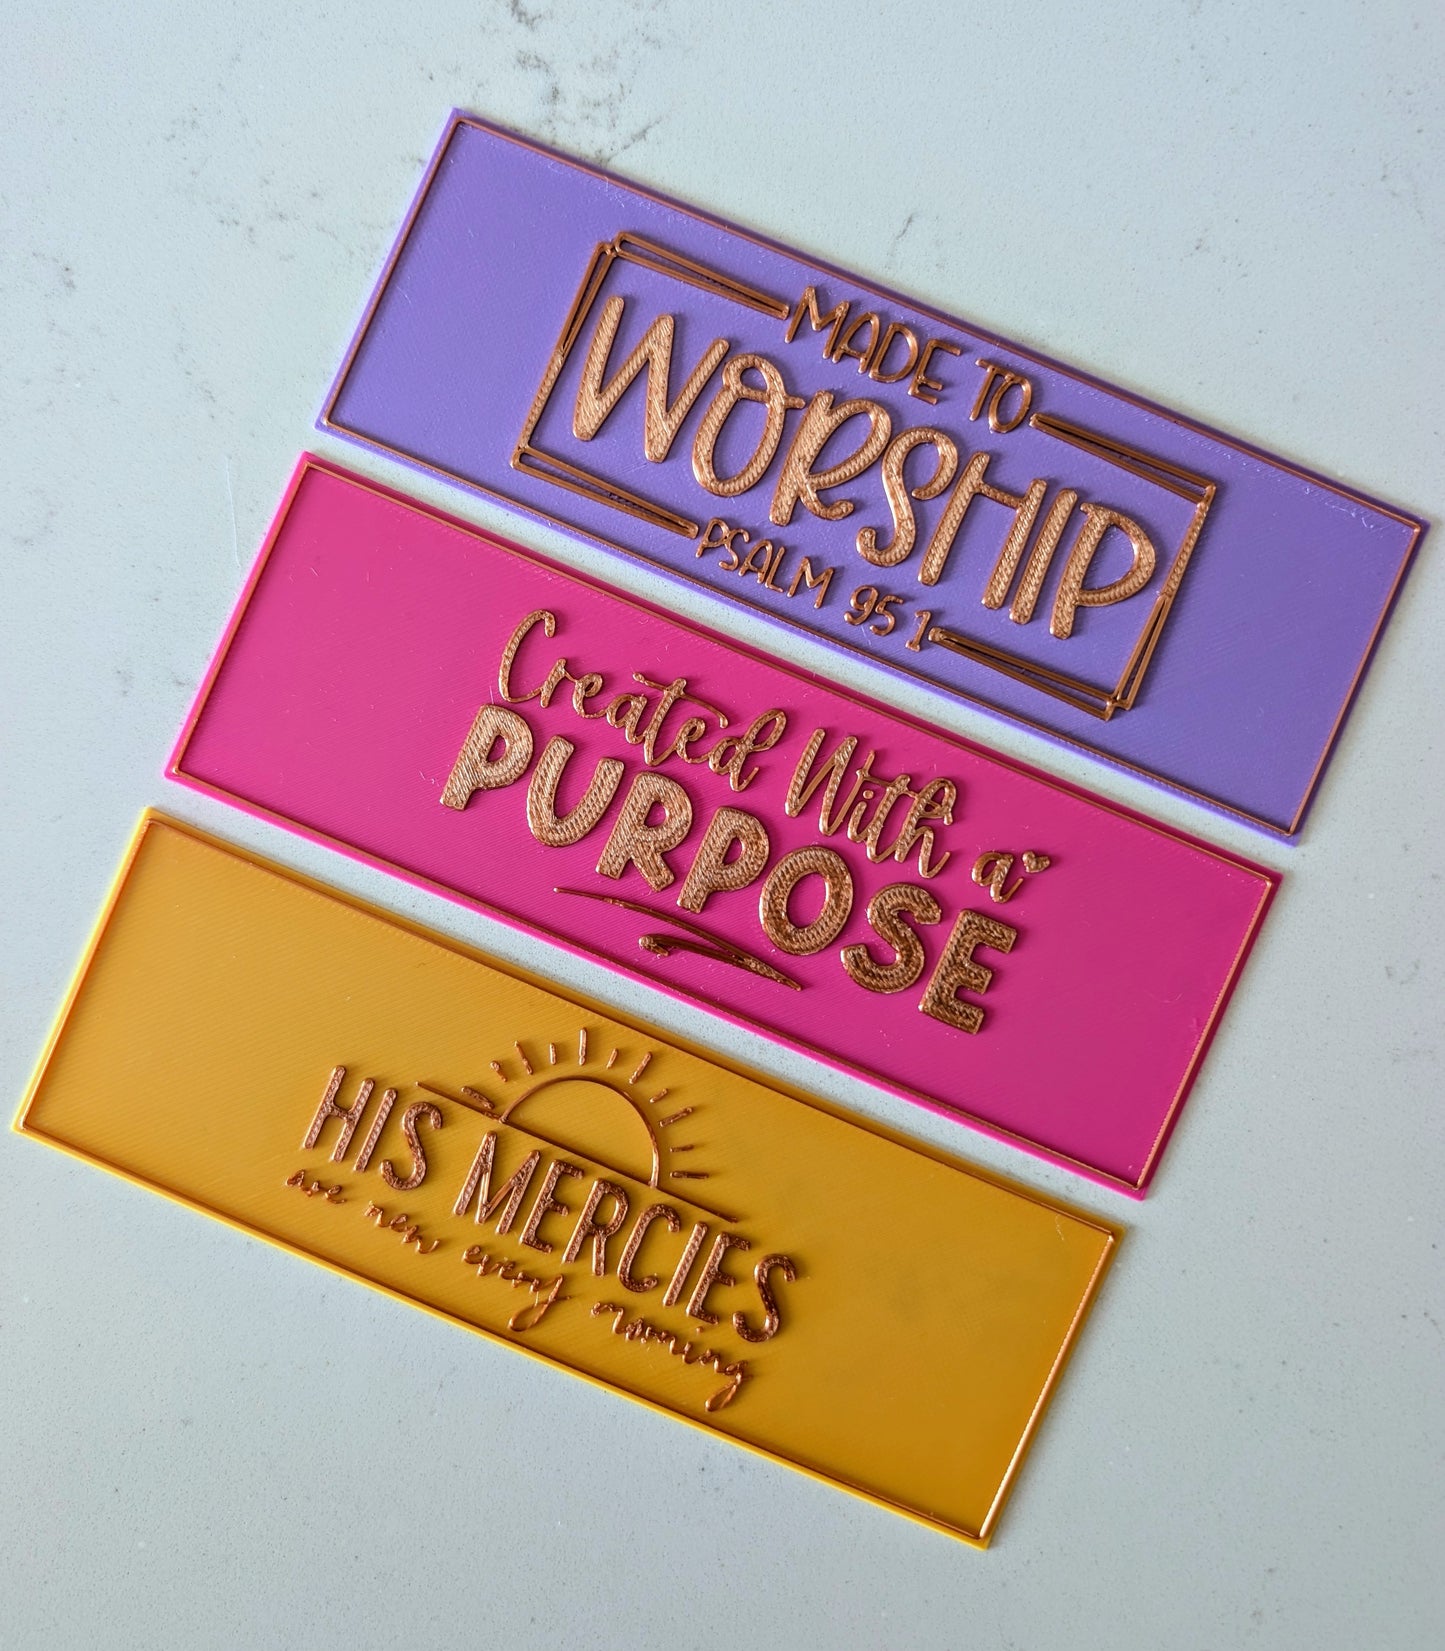 MADE TO
WORSHIP
PSALM 95 1
Created With a
PURPOSE
HIS MERCIES
are new every morning